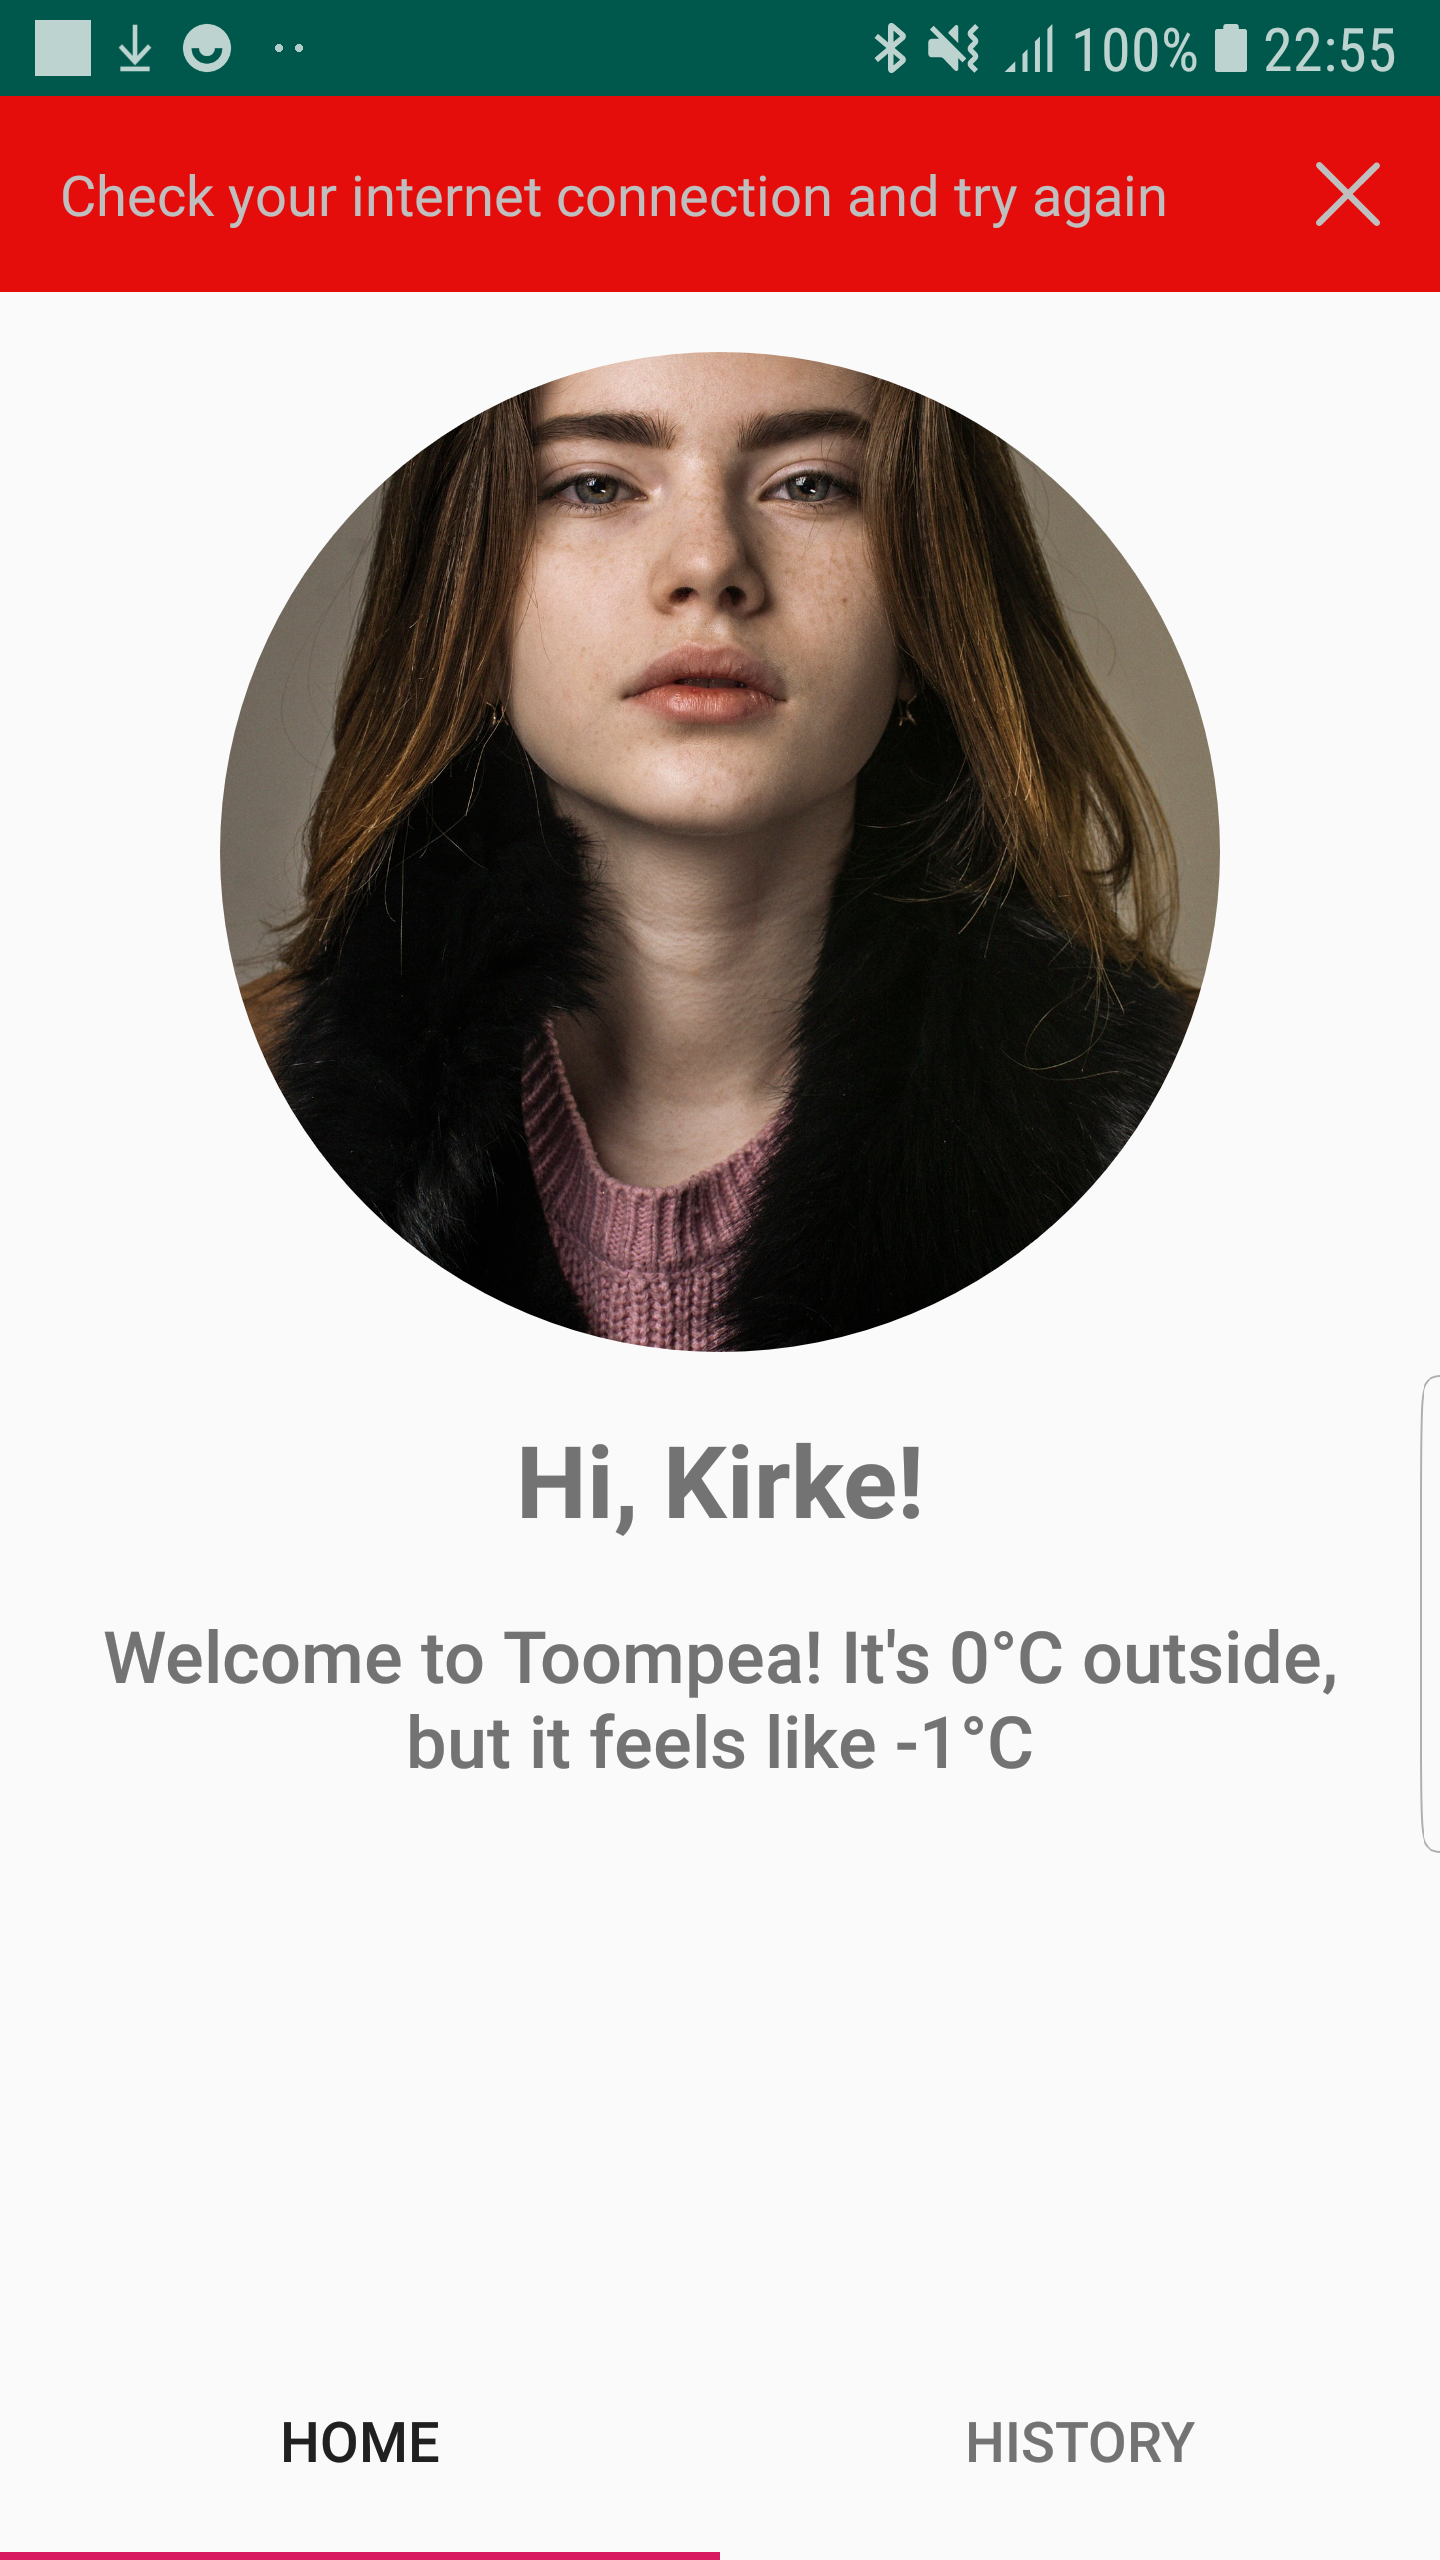 100% 22:55
Check your internet connection and try again
Hi, Kirke!
Welcome to Toompea! It's 0°C outside,
but it feels like -1°C
HOME HISTORY